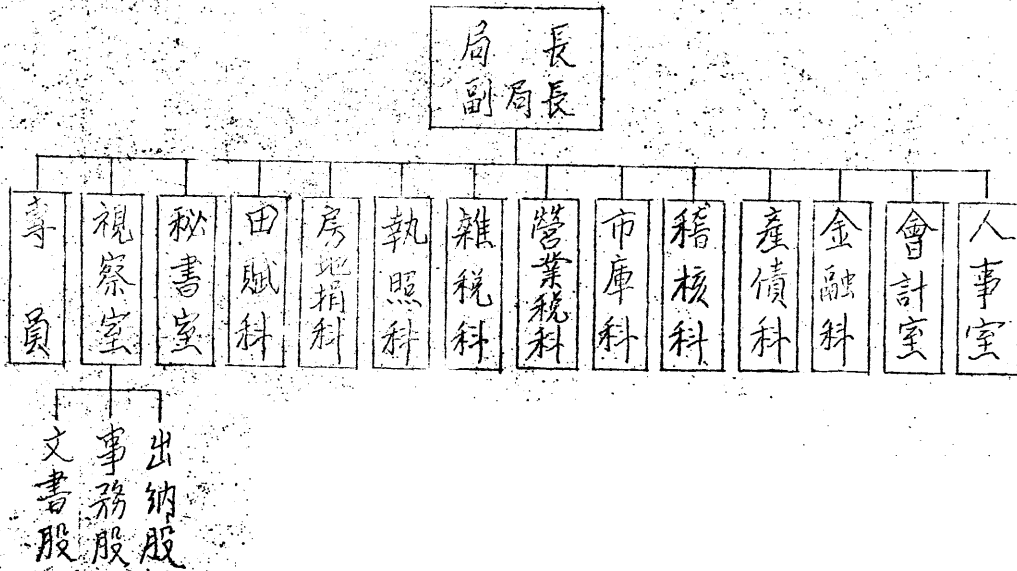 局長
副局長
專員
視察室
秘書室
田賦科
房地捐科
執照科
雜稅科
營業稅科
市庫科
稽核科
產債科
金融科
會計室
人事室
文書股
事務股
出納股